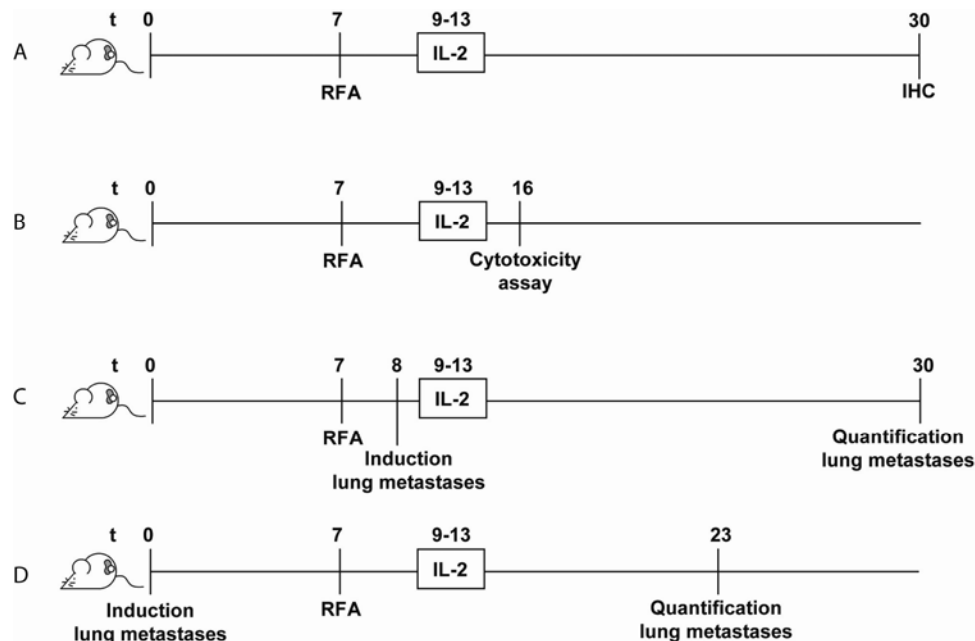 t 0 7 9-13 30
A IL-2
RFA IHC
t 0 7 9-13 16
B IL-2
RFA Cytotoxicity
assay
t 0 7 8 9-13 30
C IL-2
RFA Quantification
Induction lung metastases
lung metastases
t 0 7 9-13 23
D IL-2
Induction RFA Quantification
lung metastases lung metastases